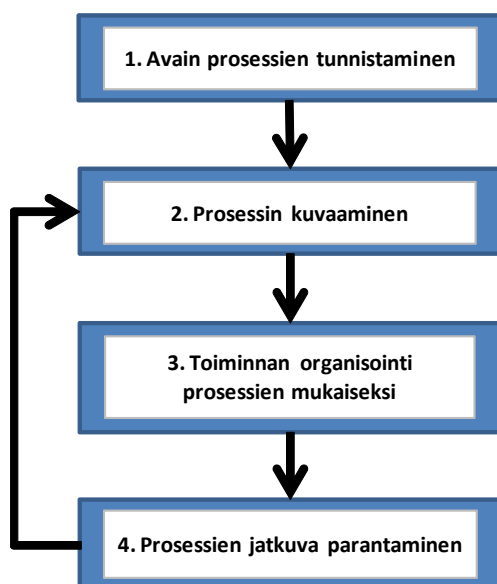 1. Avain prosessien tunnistaminen
2. Prosessin kuvaaminen
3. Toiminnan organisointi
prosessien mukaiseksi
4. Prosessien jatkuva parantaminen